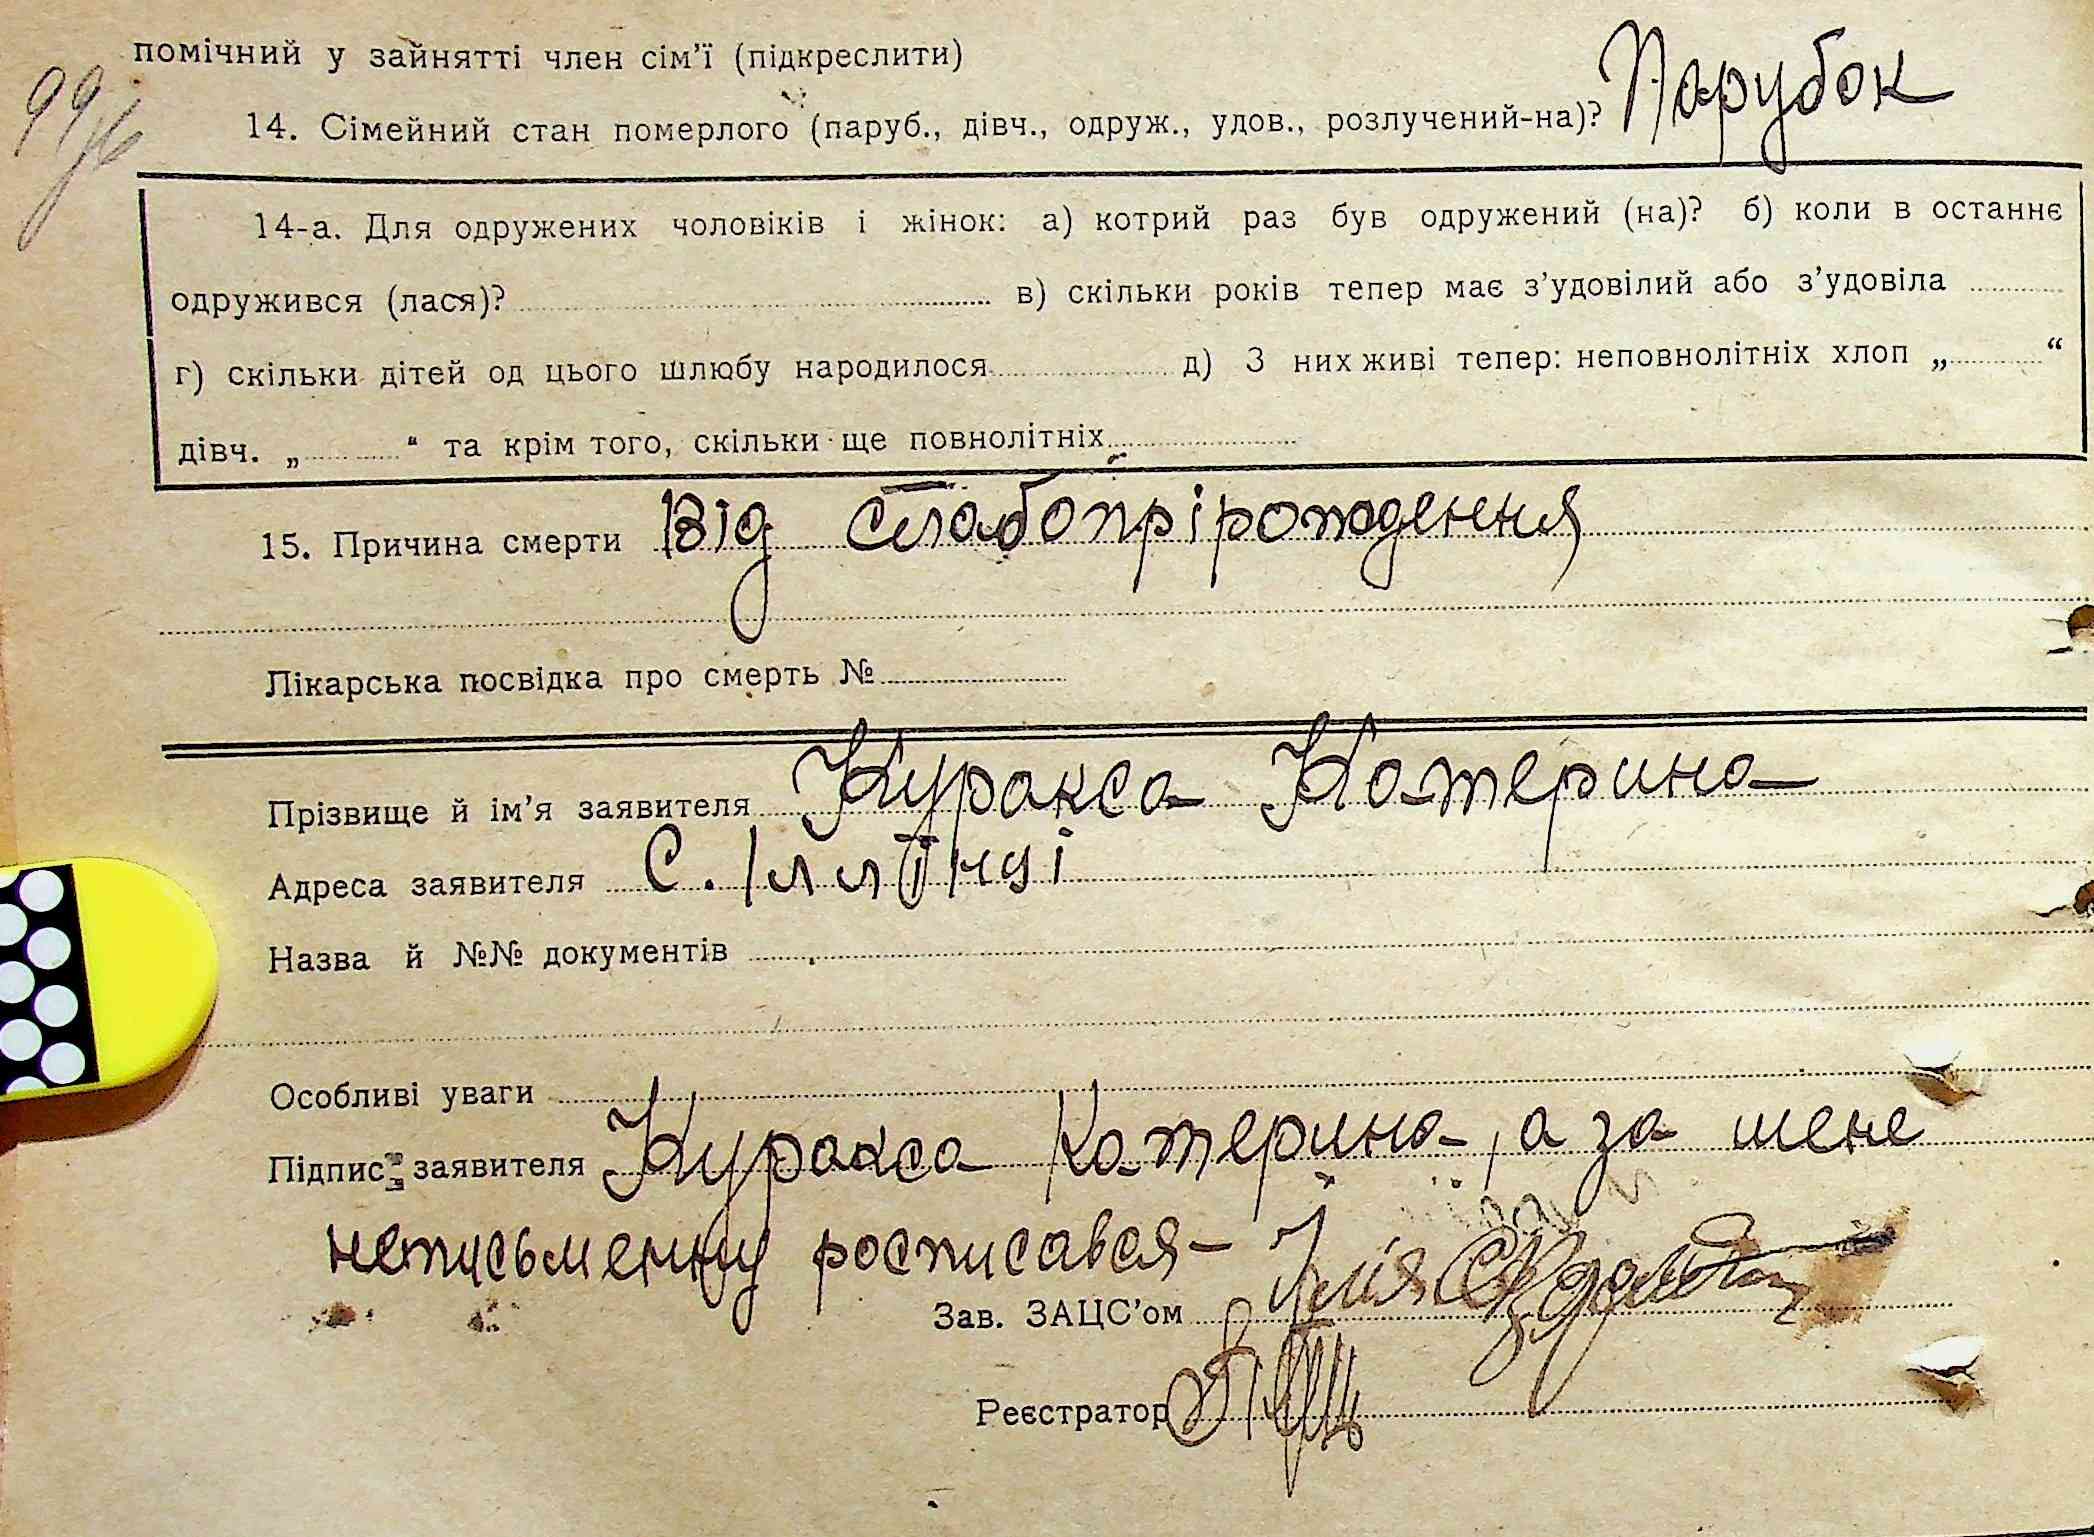 помічний у зайнятті член сім'ї (підкреслити)
14. Сімейний стан померлого (паруб., дівч., одруж., удов., розлучений-на)? Парубок
14-а. Для одружених чоловіків і жінок: а) котрий раз був одружений (на)? б) коли в останнє
одружився (лася)? в) скільки років тепер має з'удовілий або з'удовіла
г) скільки дітей од цього шлюбу народилося д) З них живі тепер: неповнолітніх хлоп „ “
дівч. „ “ та крім того, скільки ще повнолітніх
15. Причина смерти Від слабопрірождення
Лікарська посвідка про смерть №
Прізвище й ім'я заявителя Куракса Катерина
Адреса заявителя С. Іллінці
Назва й №№ документів
Особливі уваги
Підпис заявителя Куракса Катерина, а за мене
неписьменну росписався-
Зав. ЗАЦС'ом
Реєстратор